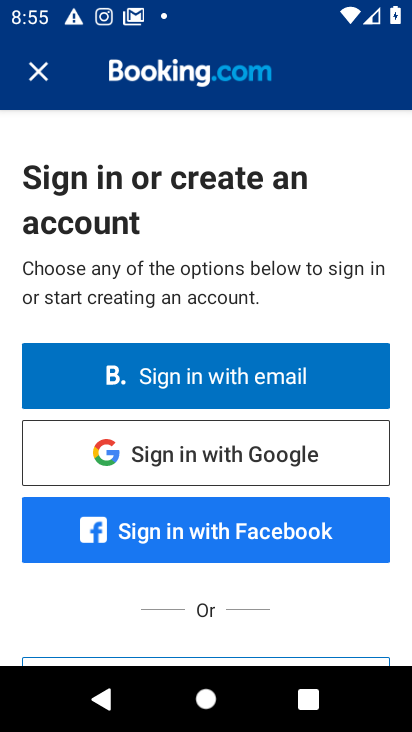 8:55
Booking.com
Sign in or create an
account
Choose any of the options below to sign in
or start creating an account.
B. Sign in with email
G Sign in with Google
f Sign in with Facebook
Or